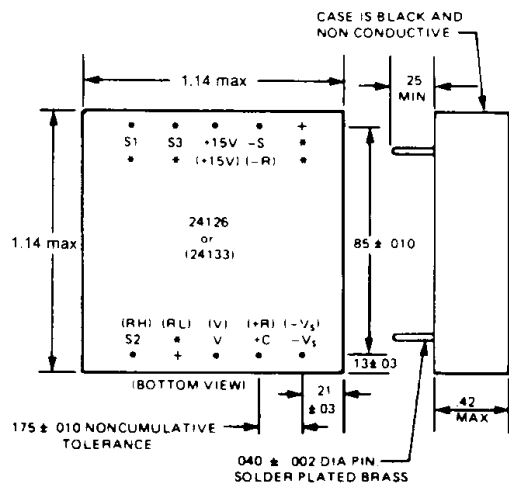 CASE IS BLACK AND
NON CONDUCTIVE
1.14 max
.25
MIN
+
S1 S3 +15V -S *
* * (+15V) (-R) *
1.14 max
24126
or
(24133)
.85 ± .010
(RH) (RL) (V) (+R) (-Vs)
S2 * V +C -Vs
+
.13 ± .03
(BOTTOM VIEW)
.21
± .03
.42
MAX
.175 ± .010 NONCUMULATIVE
TOLERANCE
.040 ± .002 DIA PIN.
SOLDER PLATED BRASS